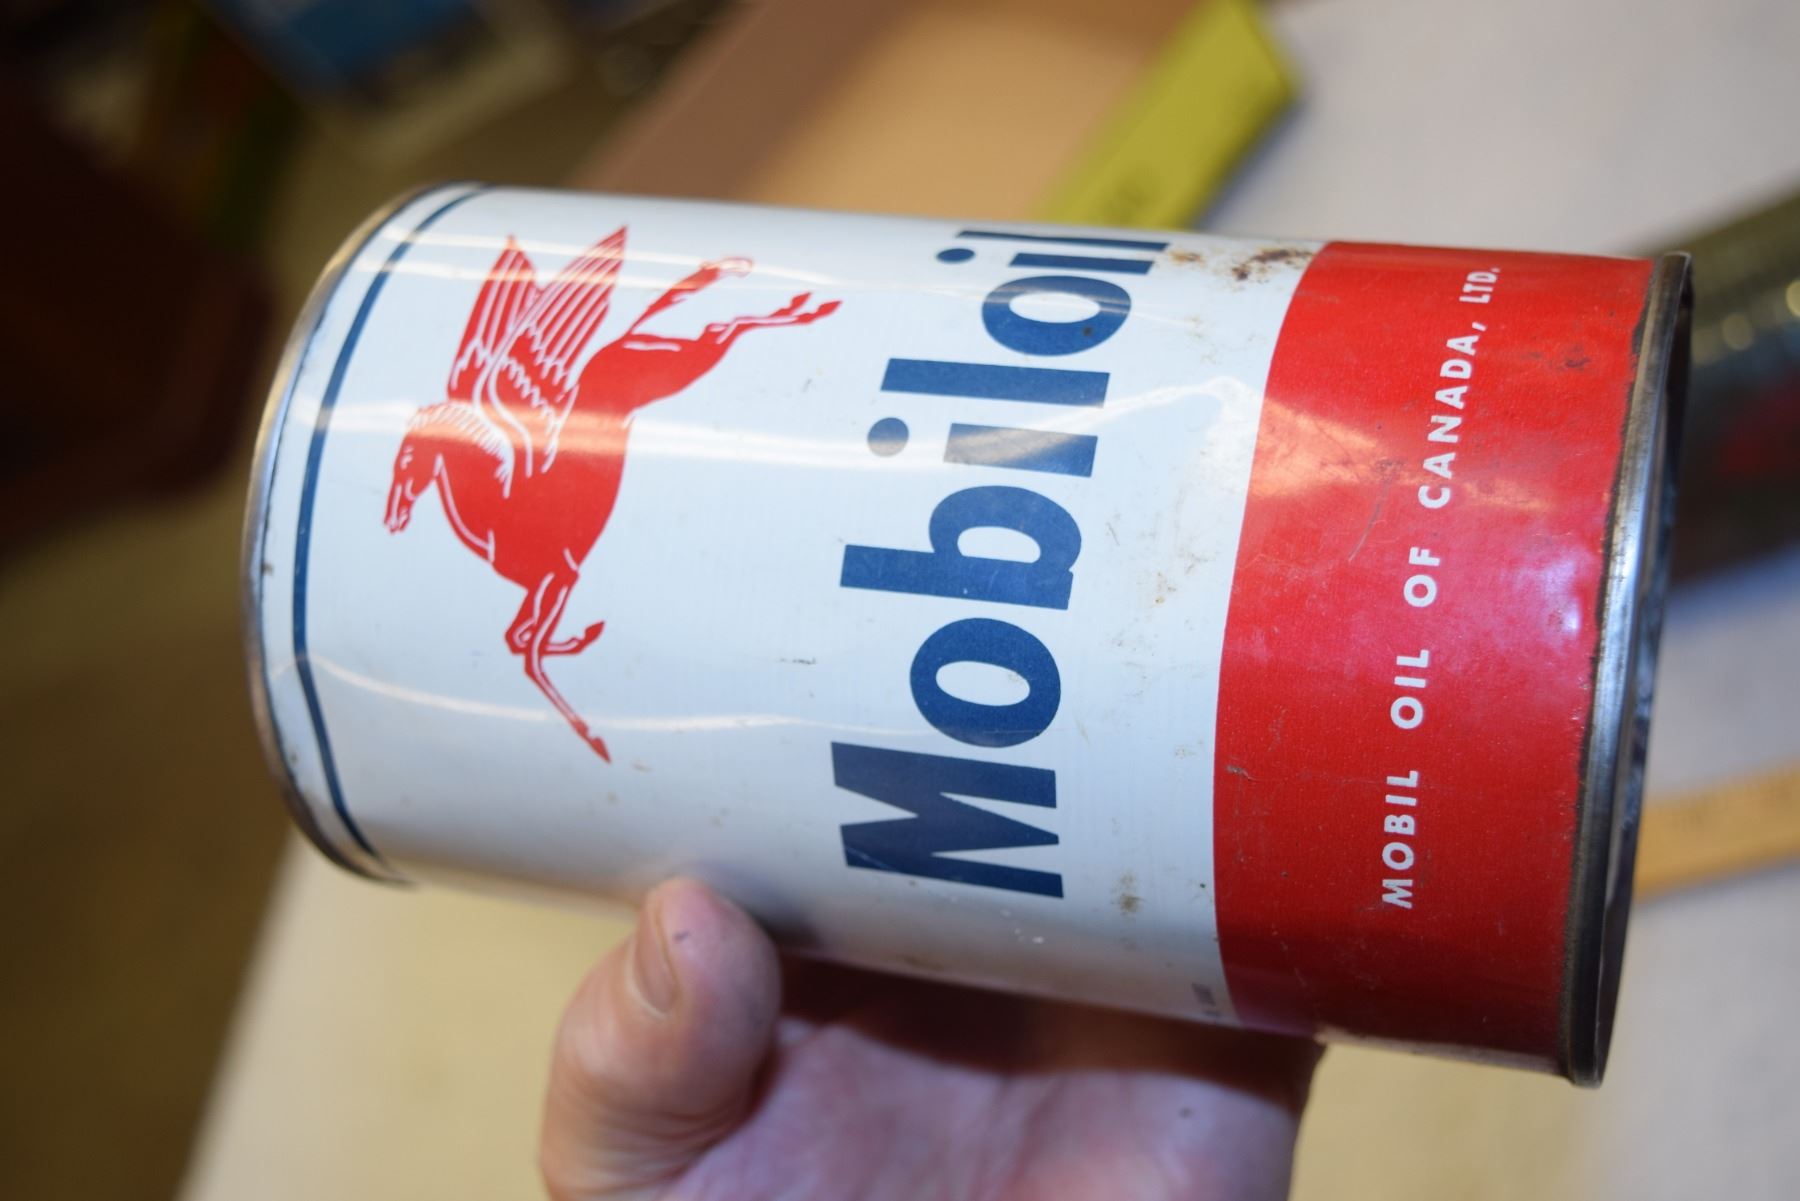 Mobiloil
MOBIL OIL OF CANADA, LTD.